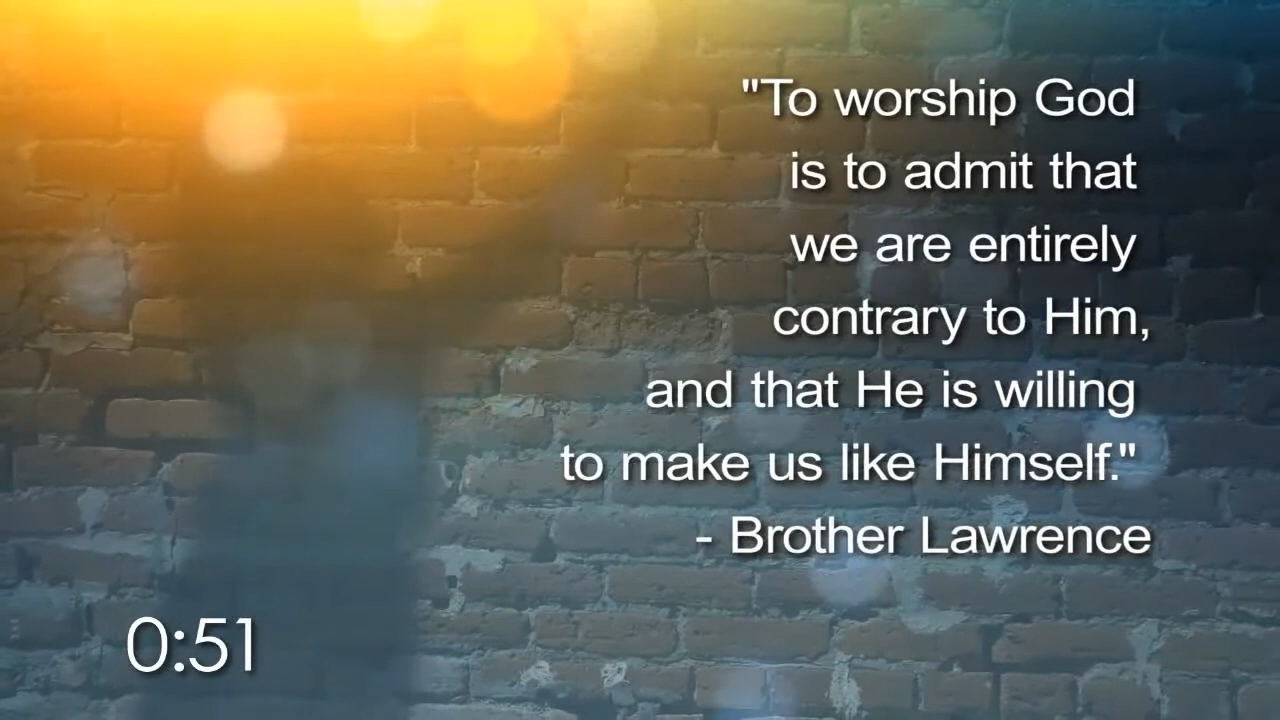 "To worship God
is to admit that
we are entirely
contrary to Him,
and that He is willing
to make us like Himself."
- Brother Lawrence
0:51